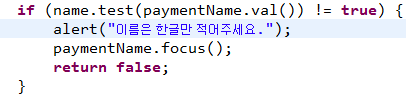 if (name.test(paymentName.val()) != true) {
alert("이름은 한글만 적어주세요.");
paymentName.focus();
return false;
}